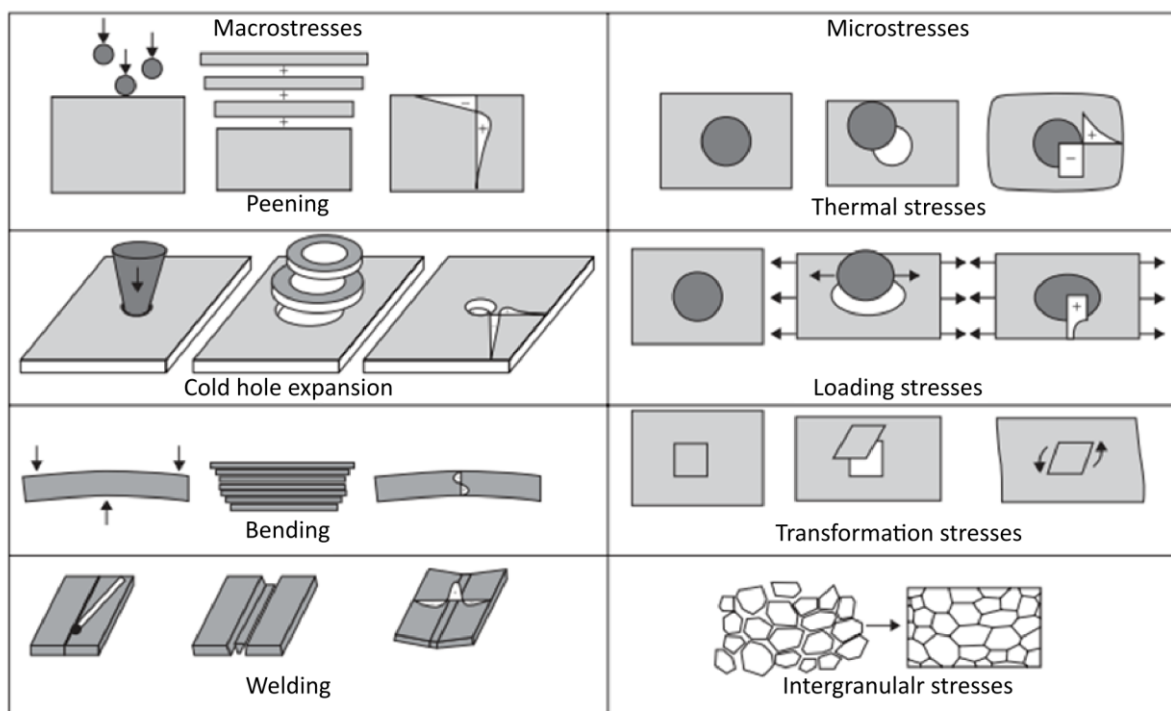 Macrostresses
Microstresses
+
+
+
−
+
Peening
+
−
Thermal stresses
Cold hole expansion
+
Loading stresses
Bending
Transformation stresses
Welding
Intergranulalr stresses